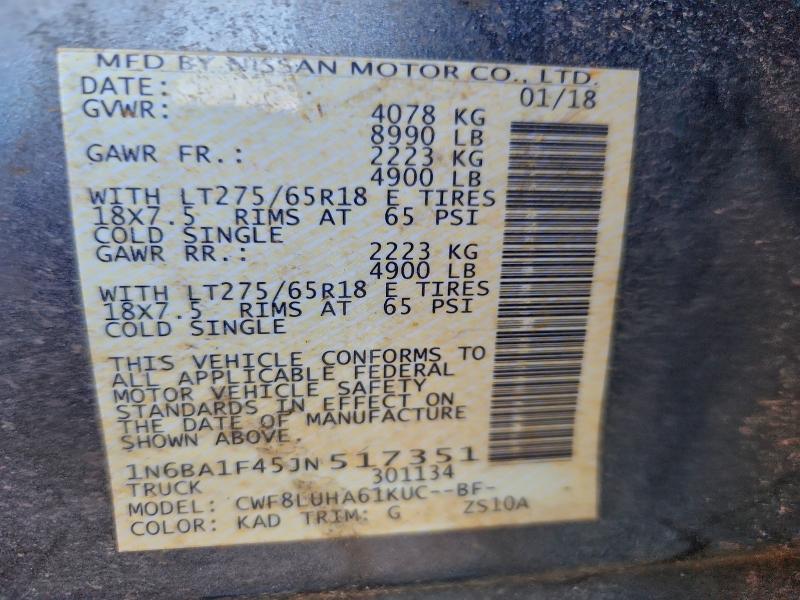 MFD BY NISSAN MOTOR CO., LTD.
DATE: 01/18
GVWR: 4078 KG
8990 LB
GAWR FR.: 2223 KG
4900 LB
WITH LT275/65R18 E TIRES
18X7.5 RIMS AT 65 PSI
COLD SINGLE
GAWR RR.: 2223 KG
4900 LB
WITH LT275/65R18 E TIRES
18X7.5 RIMS AT 65 PSI
COLD SINGLE
THIS VEHICLE CONFORMS TO
ALL APPLICABLE FEDERAL
MOTOR VEHICLE SAFETY
STANDARDS IN EFFECT ON
THE DATE OF MANUFACTURE
SHOWN ABOVE.
1N6BA1F45JN517351
TRUCK 301134
MODEL: CWF8LUHA61KUC--BF-
COLOR: KAD TRIM: G ZS10A